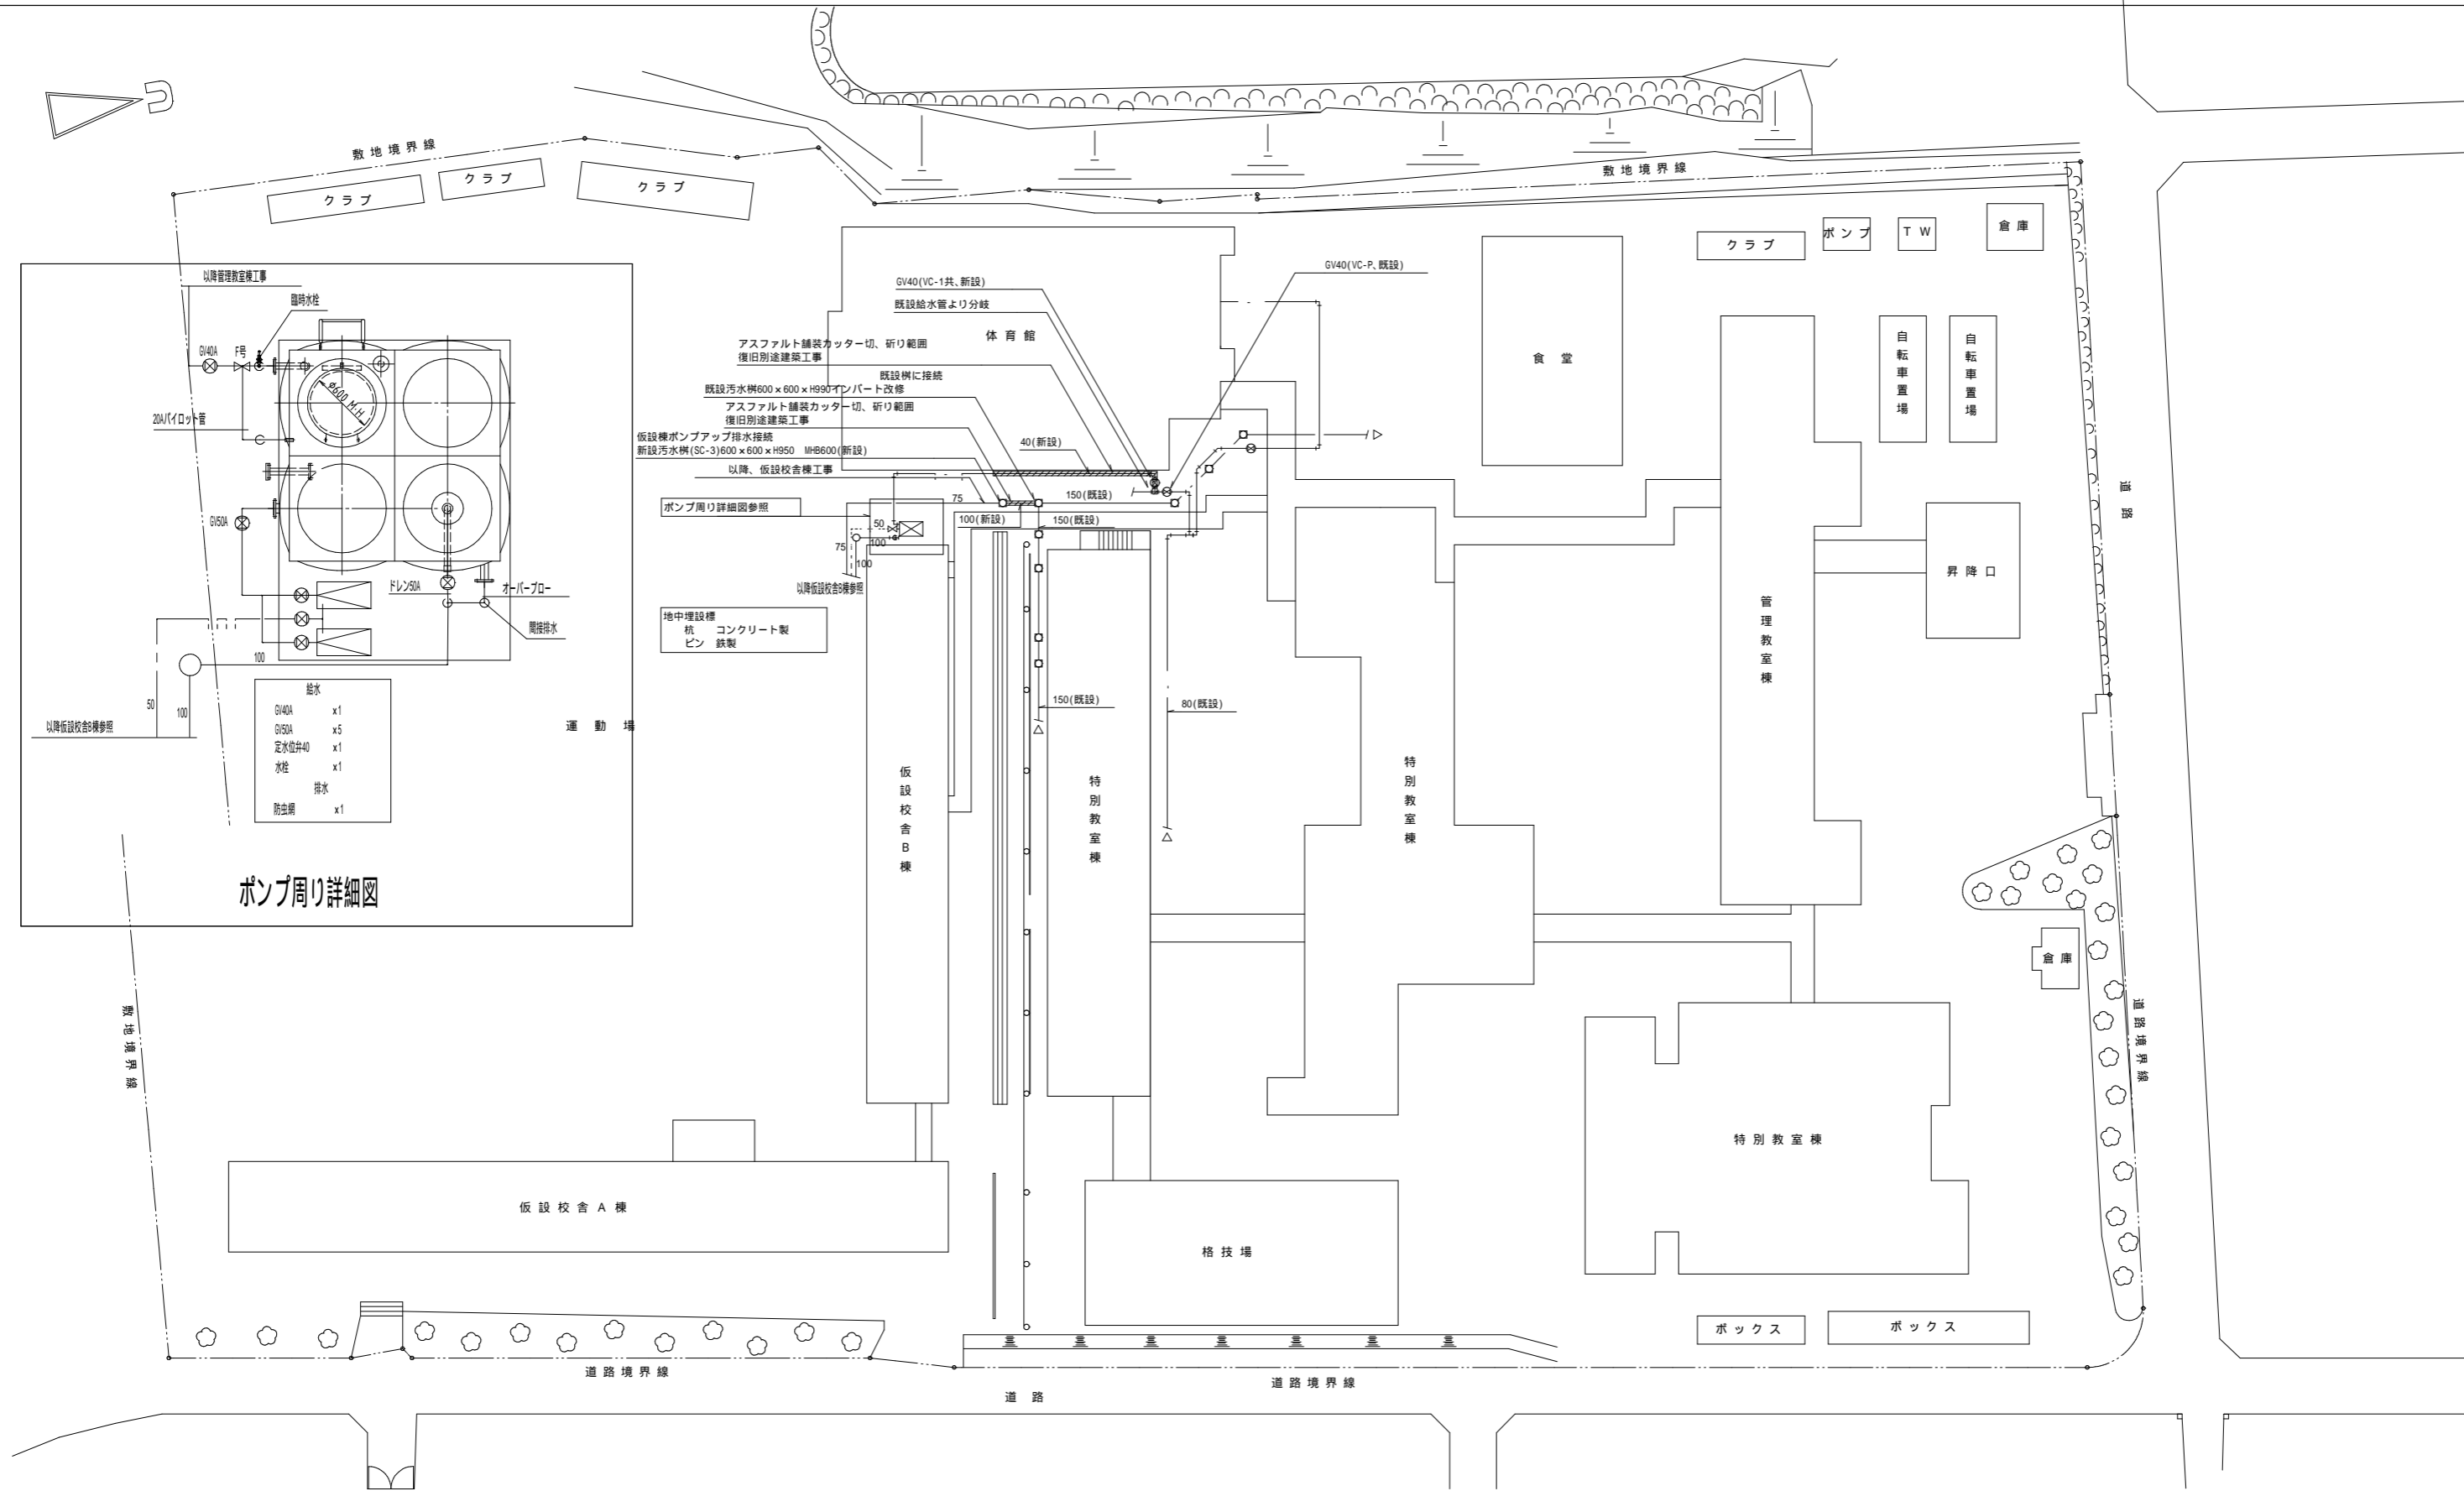 敷地境界線
クラブ
クラブ
クラブ
敷地境界線
クラブ
ポンプ
TW
倉庫
以降管理教室棟工事
臨時水栓
GV40A
F号
φ600 M.H
20Aパイロット管
GV50A
ドレン50A
オーバーブロー
間接排水
100
50
100
以降仮設校舎B棟参照
給水
GV40A x1
GV50A x5
定水位弁40 x1
水栓 x1
排水
防虫網 x1
ポンプ周り詳細図
運動場
GV40(VC-1共、新設)
既設給水管より分岐
GV40(VC-P、既設)
体育館
アスファルト舗装カッター切、斫り範囲
復旧別途建築工事
既設桝に接続
既設汚水桝600×600×H990インバート改修
アスファルト舗装カッター切、斫り範囲
復旧別途建築工事
仮設棟ポンプアップ排水接続
新設汚水桝(SC-3)600×600×H950 MHB600(新設)
40(新設)
以降、仮設校舎棟工事
ポンプ周り詳細図参照
75
150(既設)
100(新設)
150(既設)
50
100
75
100
以降仮設校舎B棟参照
地中埋設標
杭 コンクリート製
ピン 鉄製
150(既設)
80(既設)
食堂
自転車置場
自転車置場
道路
昇降口
管理教室棟
仮設校舎B棟
特別教室棟
特別教室棟
倉庫
道路境界線
敷地境界線
特別教室棟
仮設校舎A棟
格技場
ボックス
ボックス
道路境界線
道路
道路境界線